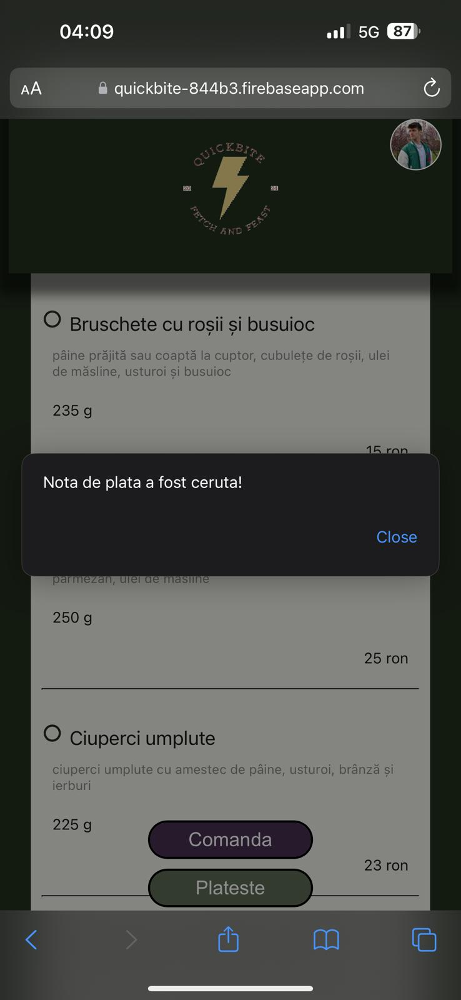 04:09
5G
87
AA
quickbite-844b3.firebaseapp.com
QUICKBITE
20
24
FETCH AND FEAST
Bruschete cu roșii și busuioc
pâine prăjită sau coaptă la cuptor, cubulețe de roșii, ulei
de măsline, usturoi și busuioc
235 g
15 ron
Nota de plata a fost ceruta!
Close
parmezan, ulei de masline
250 g
25 ron
Ciuperci umplute
ciuperci umplute cu amestec de pâine, usturoi, brânză și
ierburi
225 g
Comanda
23 ron
Plateste